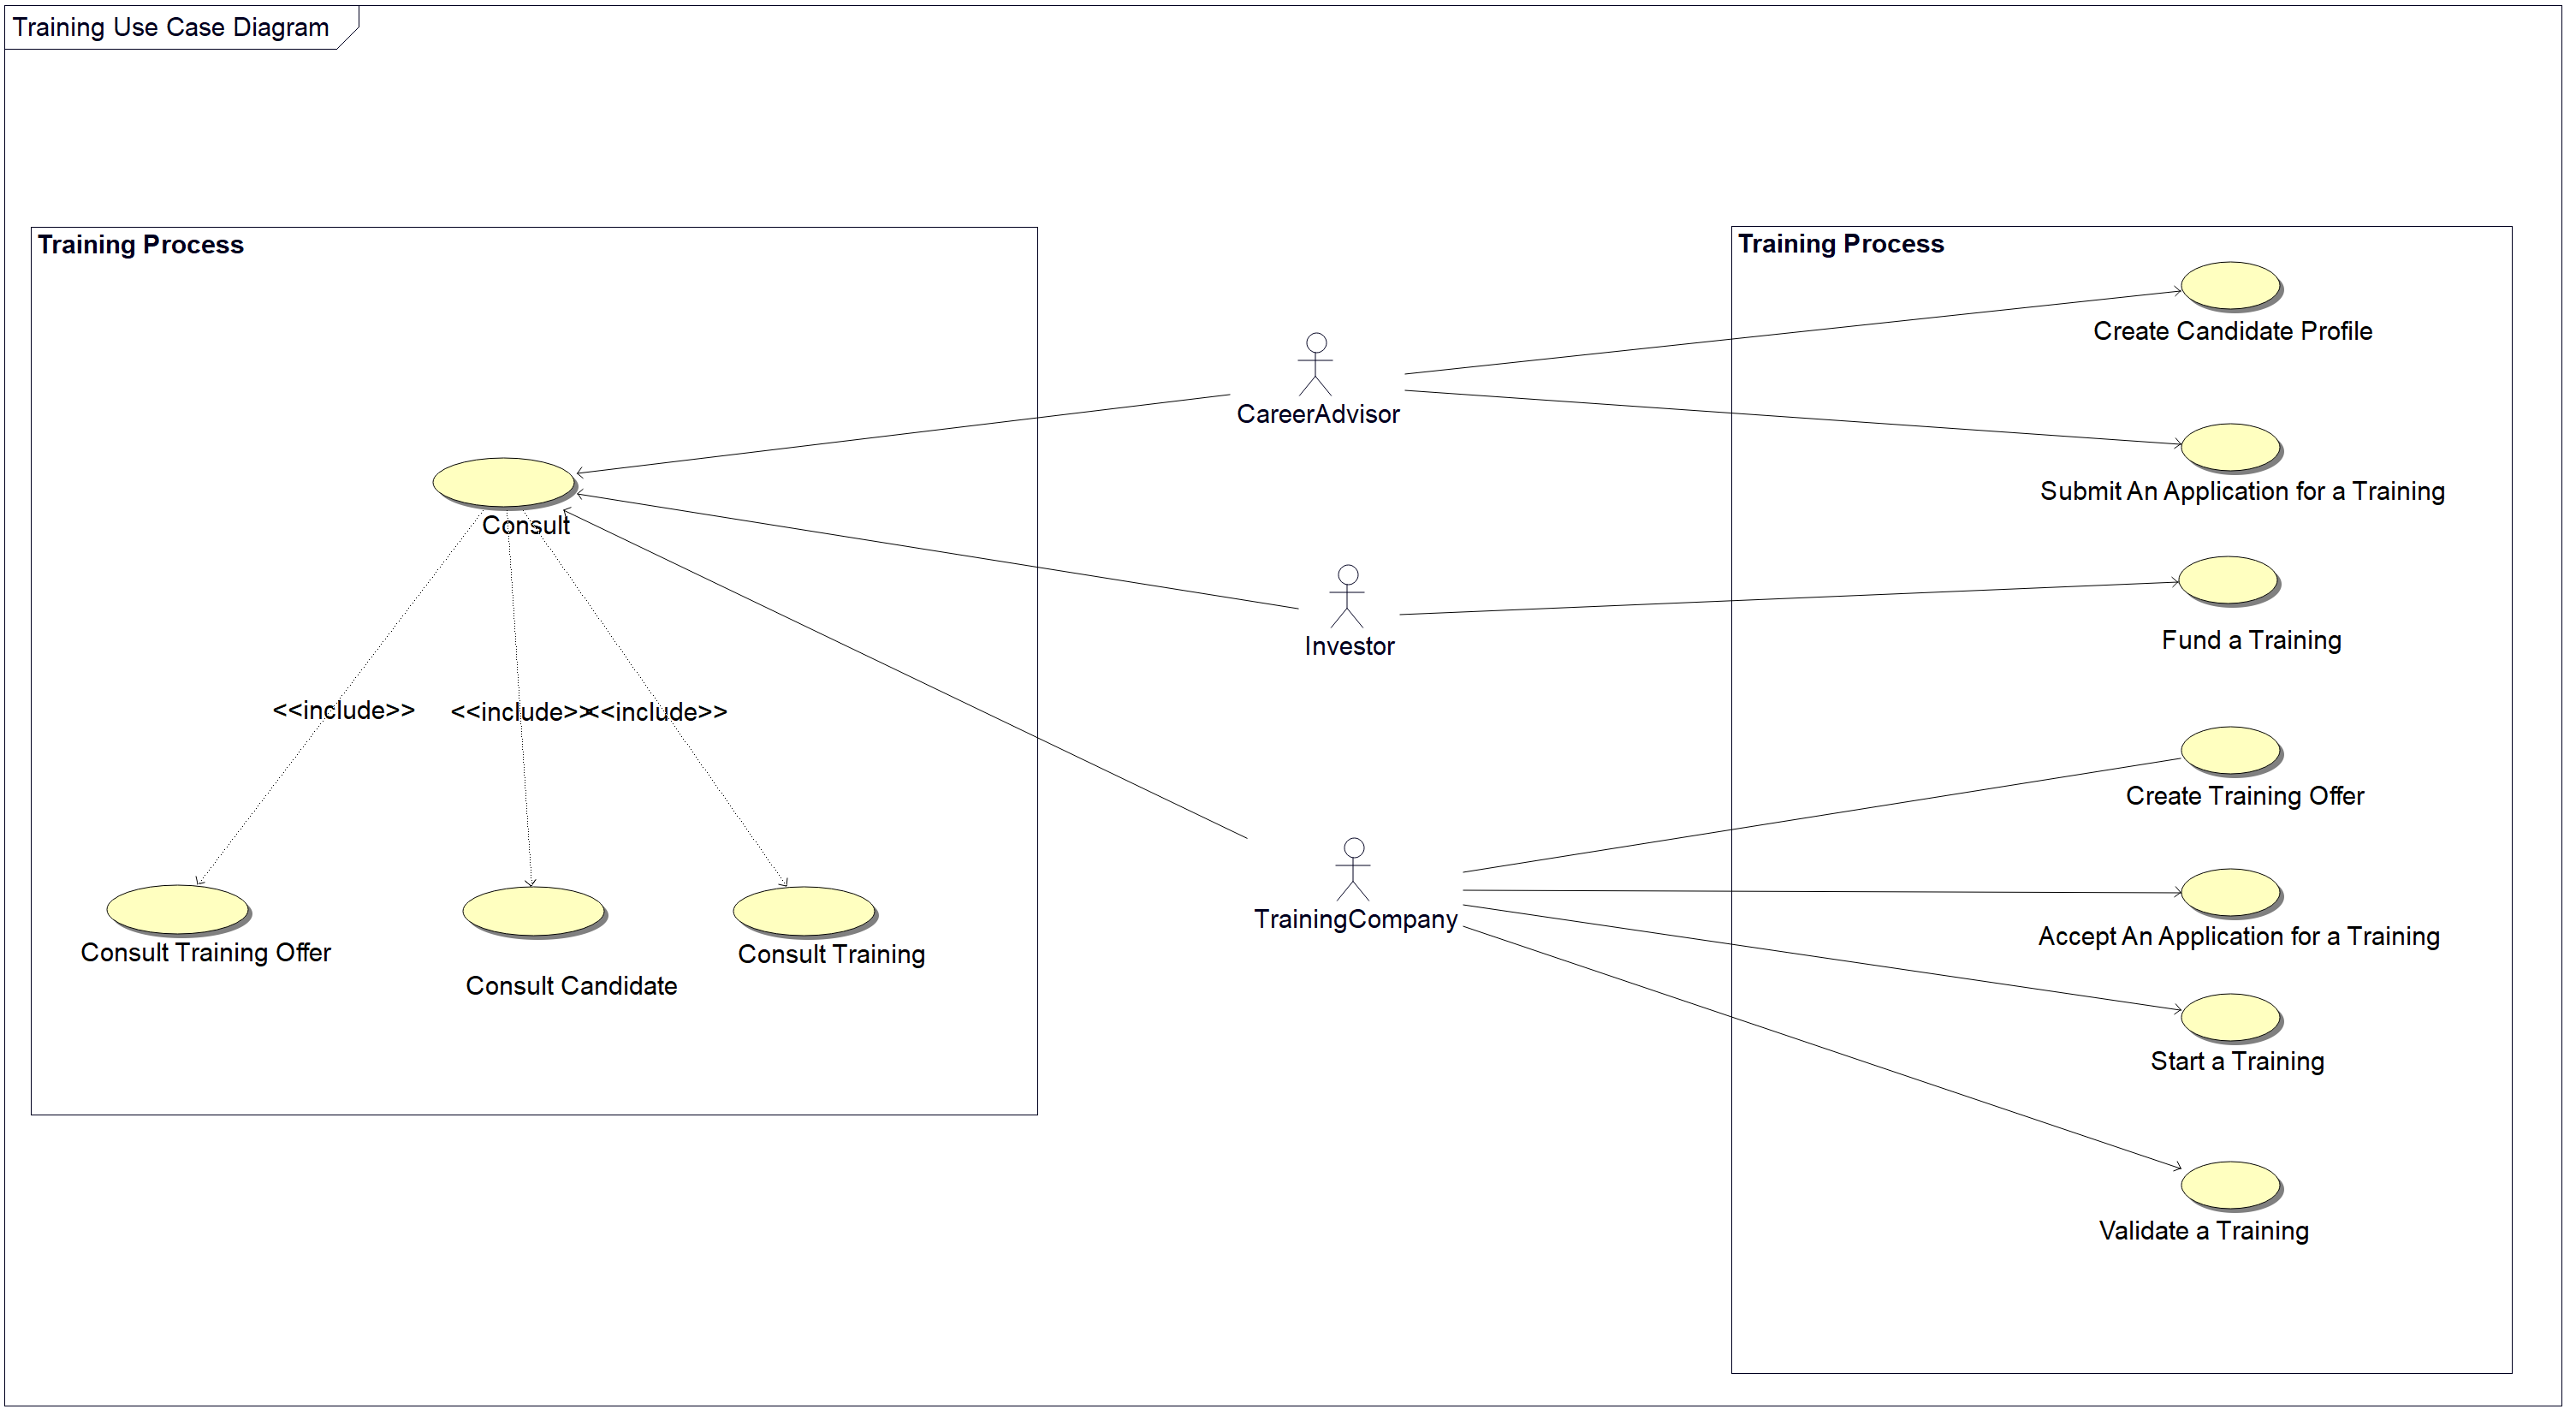 Training Use Case Diagram
Training Process
Consult
<<include>>
<<include>>
<<include>>
Consult Training Offer
Consult Candidate
Consult Training
CareerAdvisor
Investor
TrainingCompany
Training Process
Create Candidate Profile
Submit An Application for a Training
Fund a Training
Create Training Offer
Accept An Application for a Training
Start a Training
Validate a Training